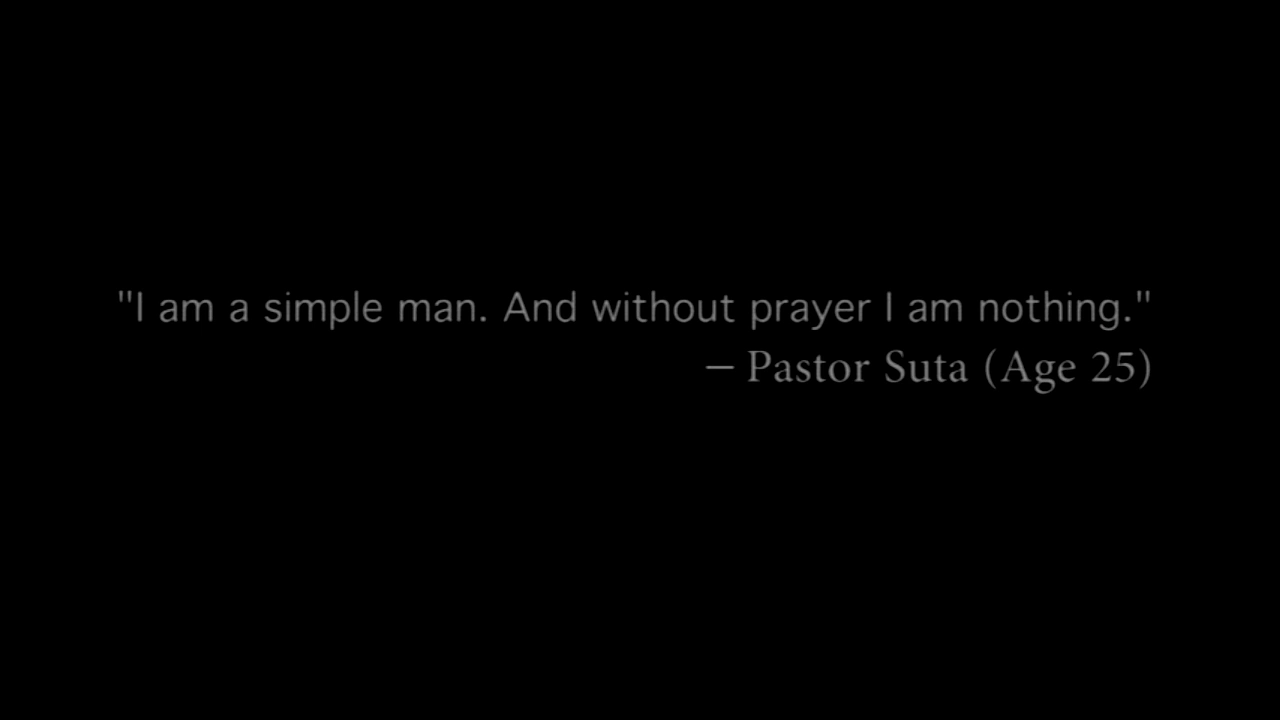 "I am a simple man. And without prayer I am nothing."
– Pastor Suta (Age 25)